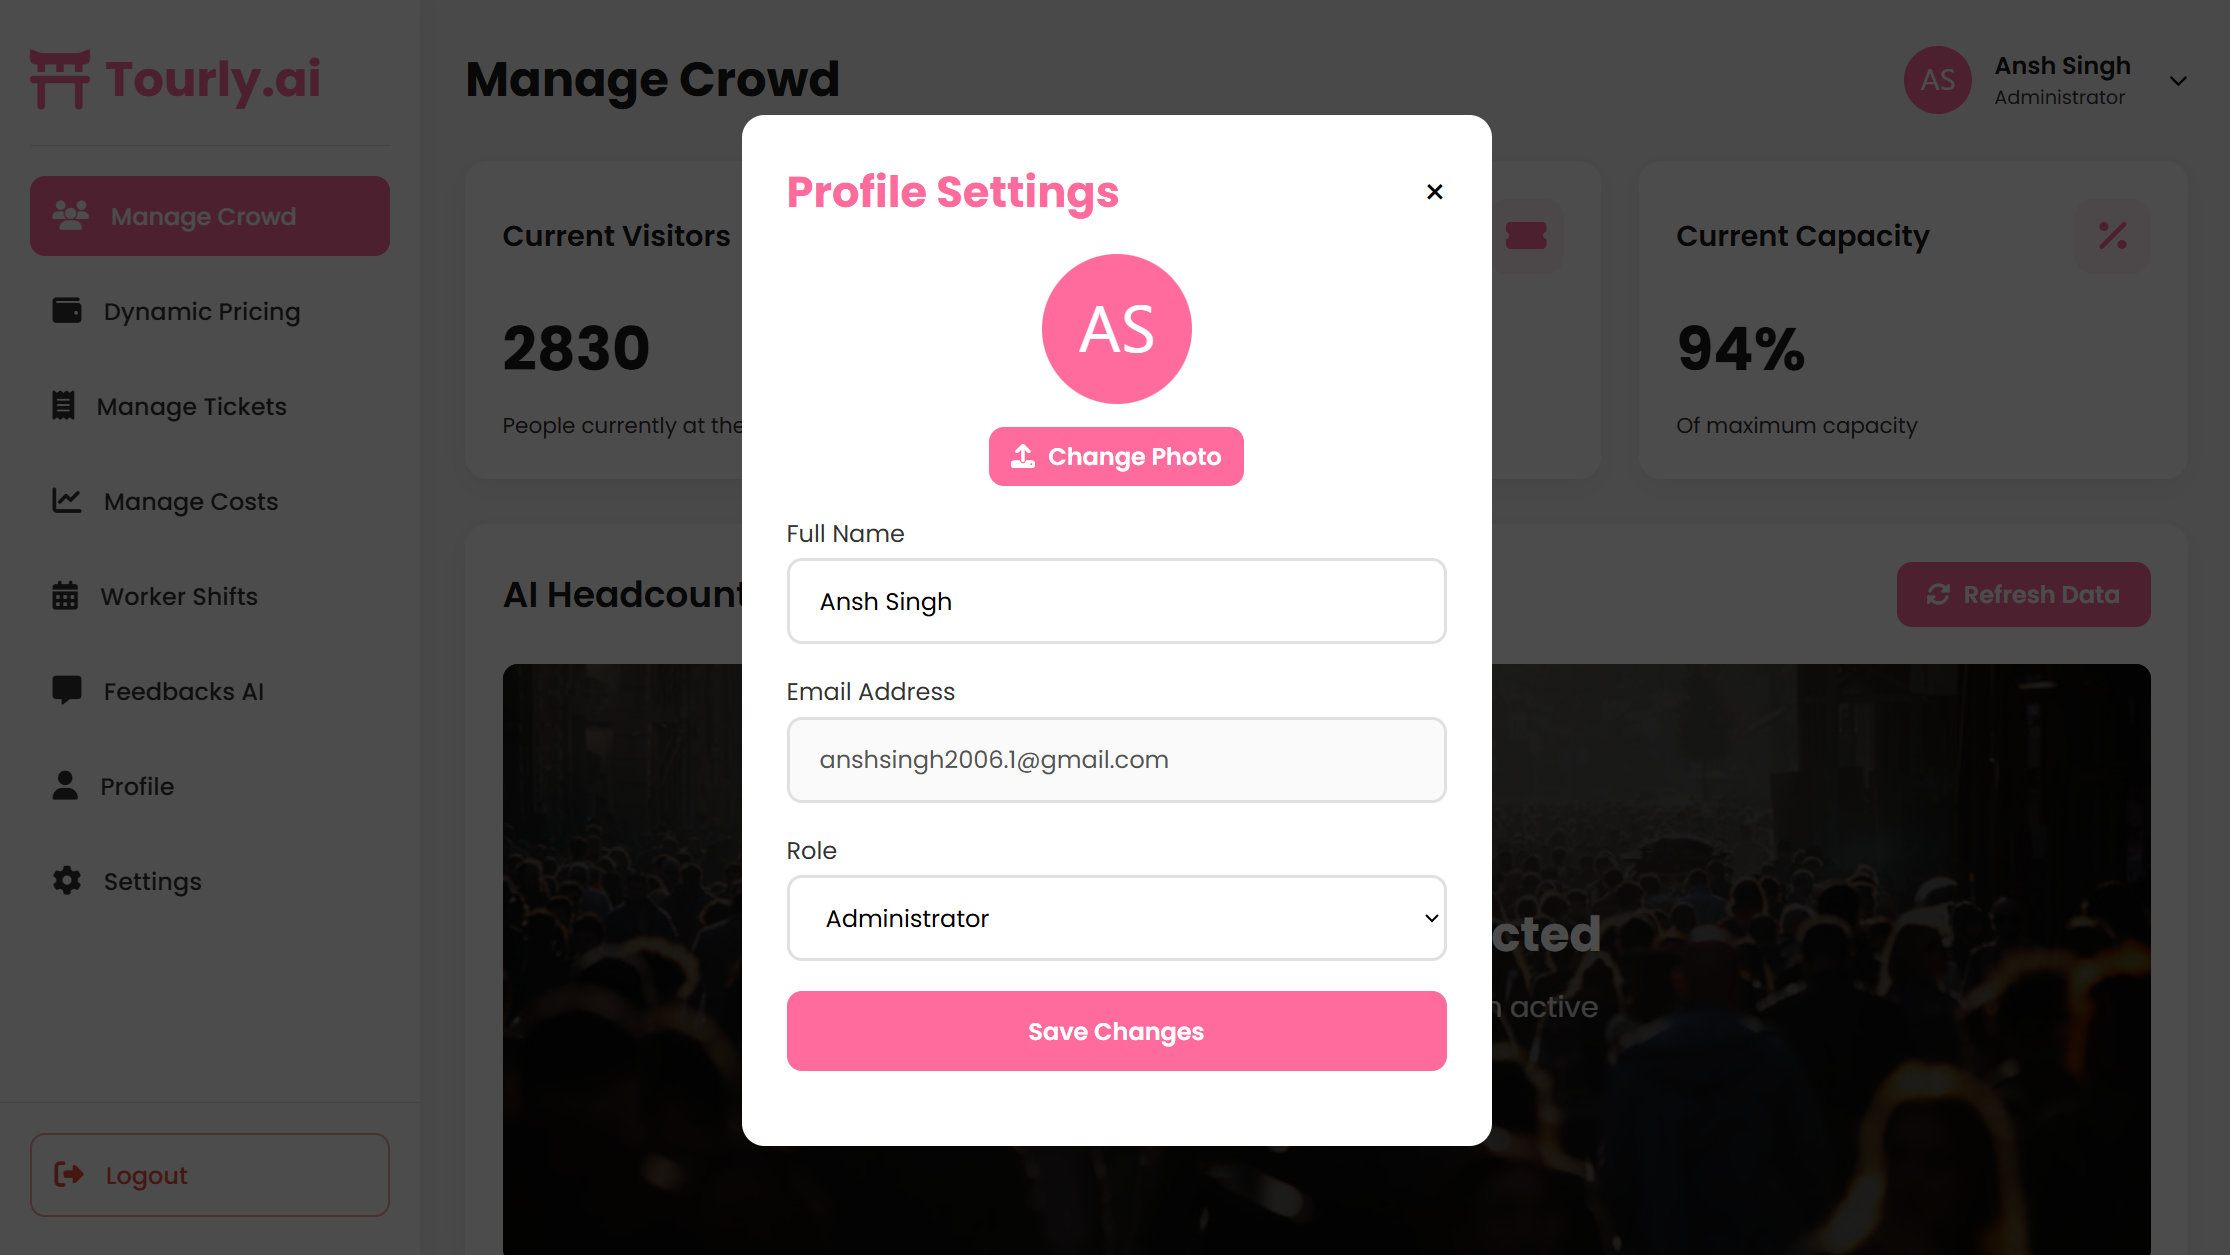 Tourly.ai
Manage Crowd
Dynamic Pricing
Manage Tickets
Manage Costs
Worker Shifts
Feedbacks AI
Profile
Settings
Logout
Manage Crowd
AS
Ansh Singh
Administrator
Current Visitors
2830
People currently at the
Current Capacity
94%
Of maximum capacity
AI Headcount
Refresh Data
active
Profile Settings
×
AS
Change Photo
Full Name
Ansh Singh
Email Address
anshsingh2006.1@gmail.com
Role
Administrator
Save Changes